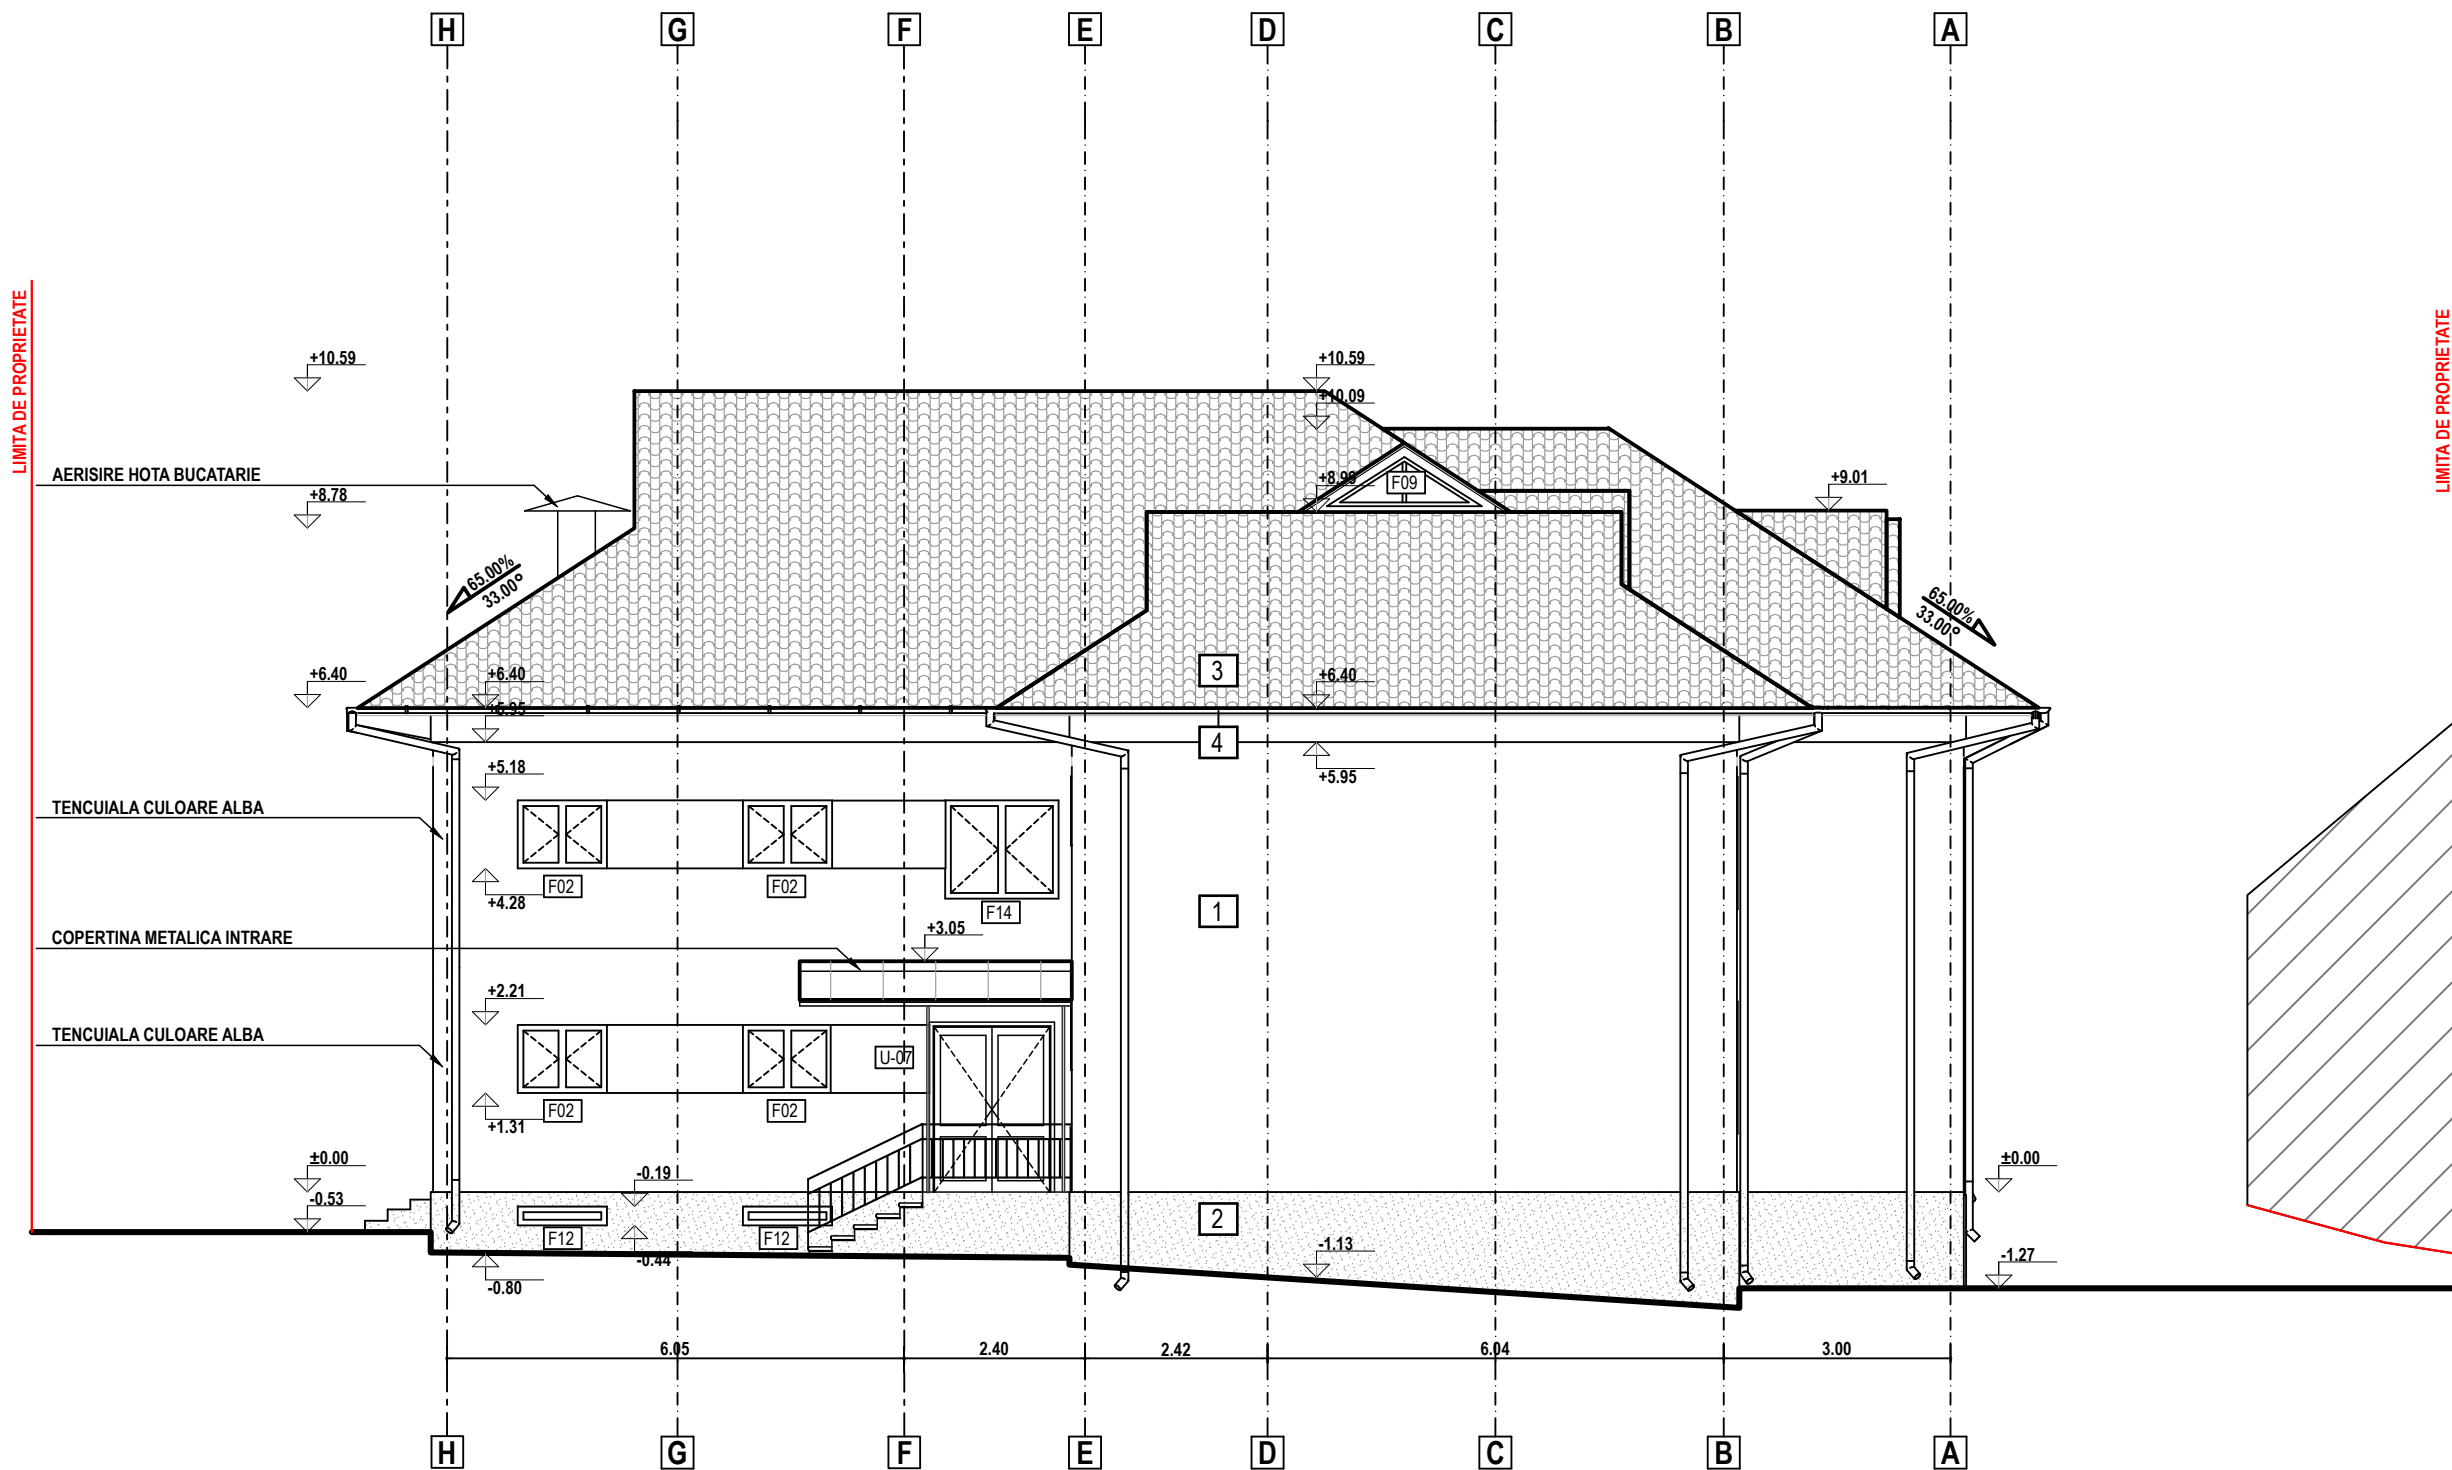 H G F E D C B A
LIMITA DE PROPRIETATE
LIMITA DE PROPRIETATE
+10.59
+10.59
+10.09
AERISIRE HOTA BUCATARIE
+8.78
+8.99
F09
+9.01
65.00%
33.00°
65.00%
33.00°
+6.40
+6.40
3
+6.40
+5.95
4
+5.95
+5.18
TENCUIALA CULOARE ALBA
F02
F02
+4.28
F14
1
+3.05
COPERTINA METALICA INTRARE
+2.21
TENCUIALA CULOARE ALBA
U-07
F02
F02
+1.31
±0.00
-0.19
±0.00
-0.53
2
F12
F12
-0.44
-1.13
-0.80
-1.27
6.05 2.40 2.42 6.04 3.00
H G F E D C B A